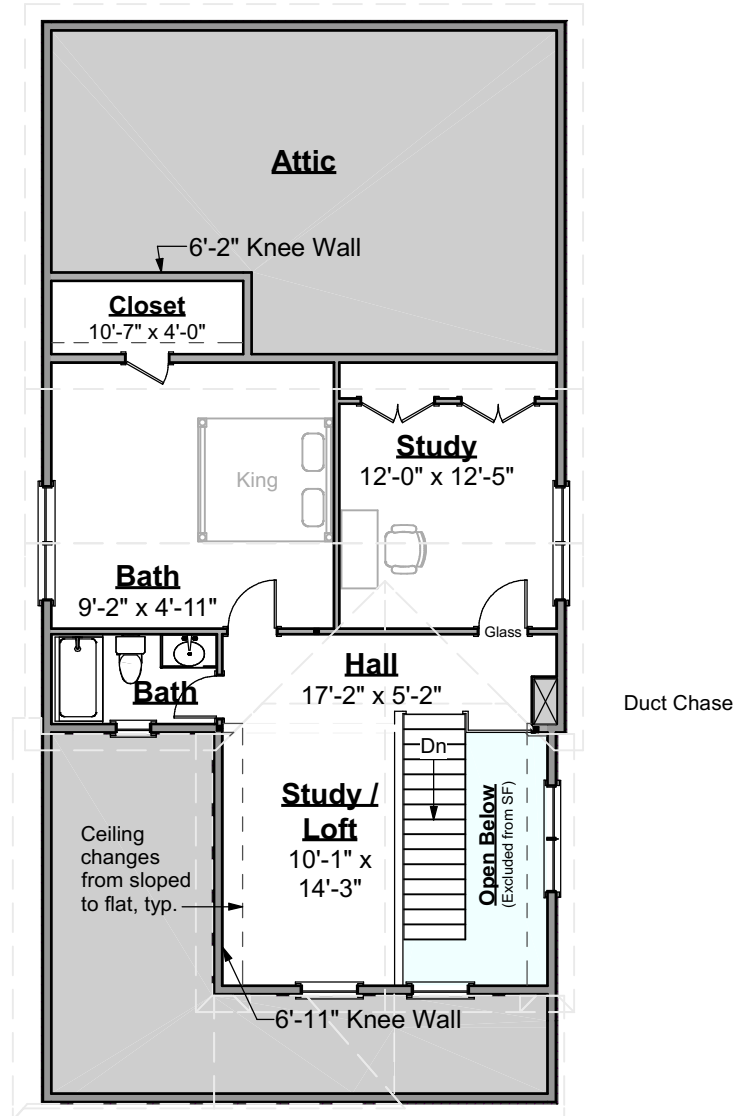 Attic
6'-2" Knee Wall
Closet
10'-7" x 4'-0"
King
Study
12'-0" x 12'-5"
Bath
9'-2" x 4'-11"
Glass
Hall
17'-2" x 5'-2"
Bath
Duct Chase
Dn
Study /
Loft
10'-1" x
14'-3"
Open Below
(Excluded from SF)
Ceiling
changes
from sloped
to flat, typ.
6'-11" Knee Wall